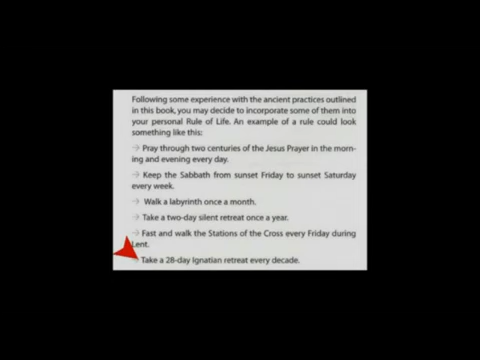 Following some experience with the ancient practices outlined
in this book, you may decide to incorporate some of them into
your personal Rule of Life. An example of a rule could look
something like this:
→ Pray through two centuries of the Jesus Prayer in the morn-
ing and evening every day.
→ Keep the Sabbath from sunset Friday to sunset Saturday
every week.
→ Walk a labyrinth once a month.
→ Take a two-day silent retreat once a year.
→ Fast and walk the Stations of the Cross every Friday during
Lent.
→ Take a 28-day Ignatian retreat every decade.